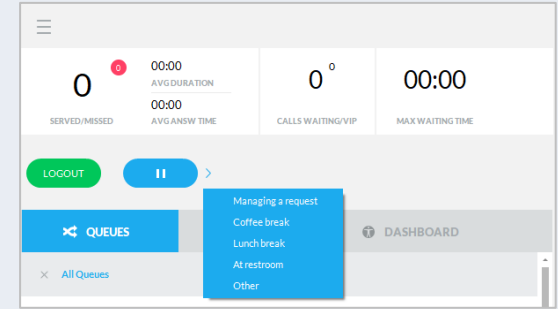 0
0
00:00
AVG DURATION
00:00
AVG ANSW TIME
SERVED/MISSED
0
0
CALLS WAITING/VIP
00:00
MAX WAITING TIME
LOGOUT
Managing a request
Coffee break
Lunch break
At restroom
Other
QUEUES
DASHBOARD
All Queues